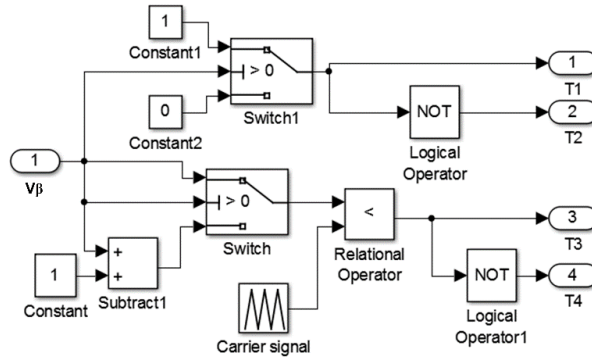 1
Constant1
> 0
Switch1
1
T1
0
Constant2
NOT
Logical
Operator
2
T2
1
Vβ
> 0
Switch
<
Relational
Operator
3
T3
1
Constant
+
+
Subtract1
Carrier signal
NOT
Logical
Operator1
4
T4